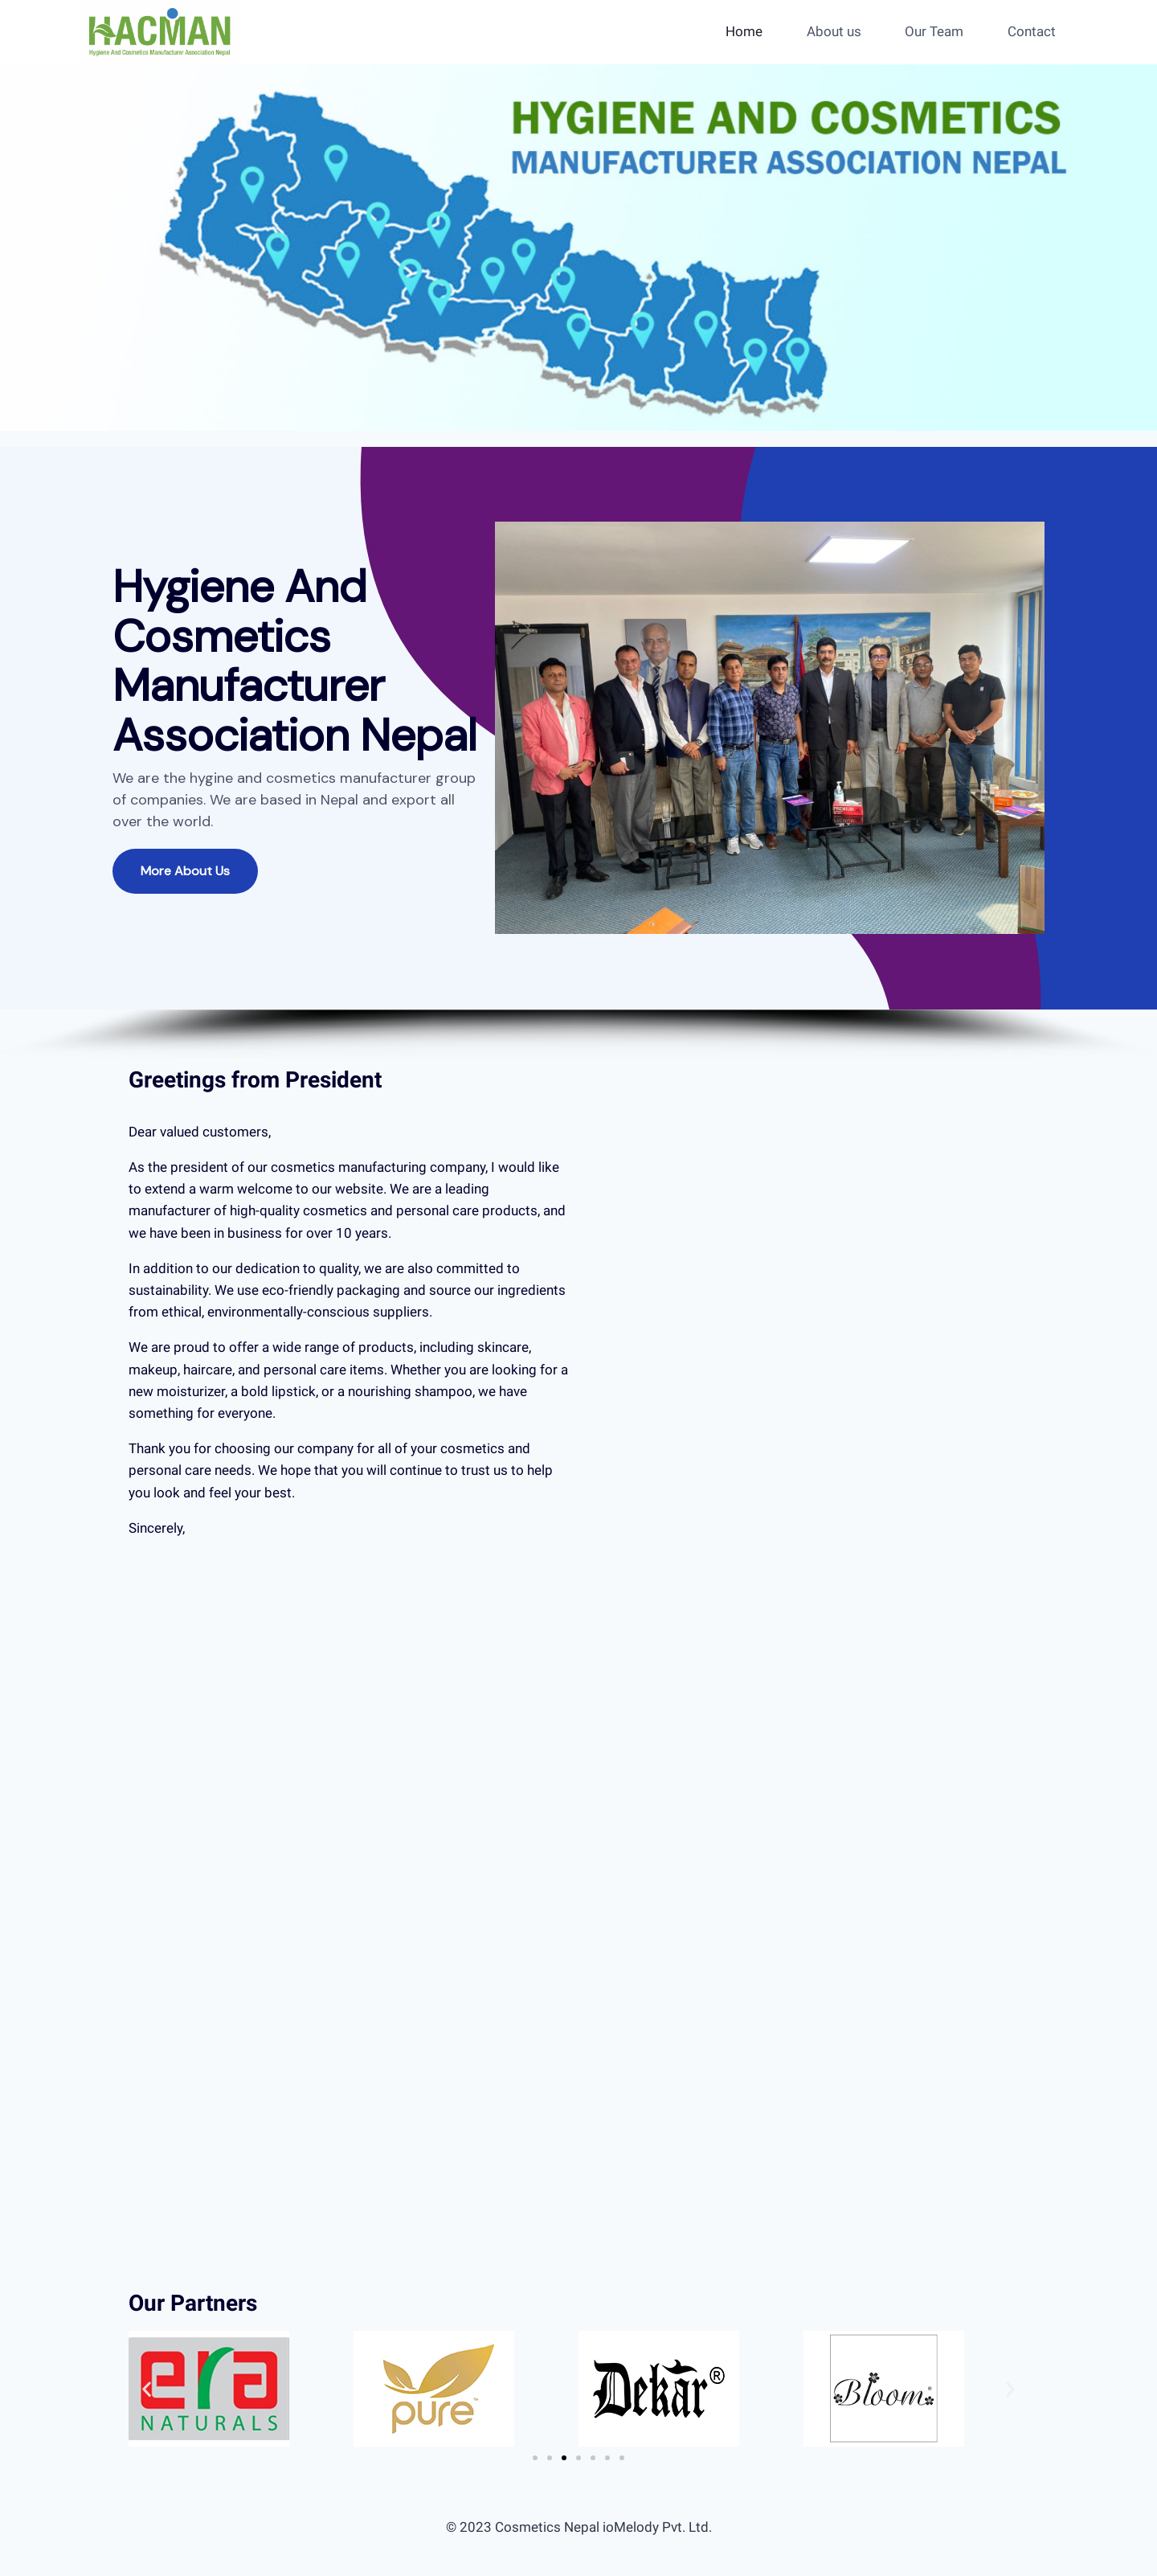 HACMAN
Hygiene And Cosmetics Manufacturer Association Nepal
Home
About us
Our Team
Contact
HYGIENE AND COSMETICS
MANUFACTURER ASSOCIATION NEPAL
Hygiene And
Cosmetics
Manufacturer
Association Nepal
We are the hygine and cosmetics manufacturer group
of companies. We are based in Nepal and export all
over the world.
More About Us
Greetings from President
Dear valued customers,
As the president of our cosmetics manufacturing company, I would like
to extend a warm welcome to our website. We are a leading
manufacturer of high-quality cosmetics and personal care products, and
we have been in business for over 10 years.
In addition to our dedication to quality, we are also committed to
sustainability. We use eco-friendly packaging and source our ingredients
from ethical, environmentally-conscious suppliers.
We are proud to offer a wide range of products, including skincare,
makeup, haircare, and personal care items. Whether you are looking for a
new moisturizer, a bold lipstick, or a nourishing shampoo, we have
something for everyone.
Thank you for choosing our company for all of your cosmetics and
personal care needs. We hope that you will continue to trust us to help
you look and feel your best.
Sincerely,
Our Partners
era
NATURALS
pure™
Dekar®
Bloom®
© 2023 Cosmetics Nepal ioMelody Pvt. Ltd.